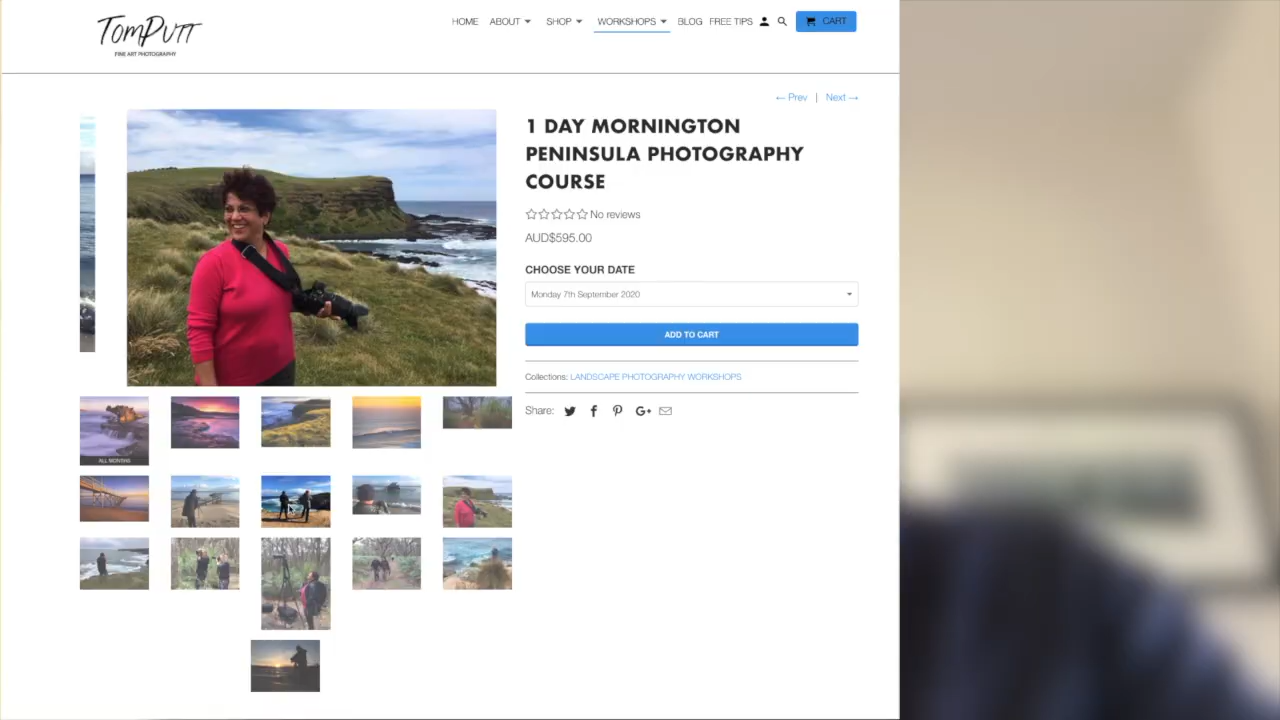 TomPutt
FINE ART PHOTOGRAPHY
HOME ABOUT SHOP WORKSHOPS BLOG FREE TIPS CART
← Prev | Next →
1 DAY MORNINGTON
PENINSULA PHOTOGRAPHY
COURSE
No reviews
AUD$595.00
CHOOSE YOUR DATE
Monday 7th September 2020
ADD TO CART
Collections: LANDSCAPE PHOTOGRAPHY WORKSHOPS
Share:
ALL MONTAGE